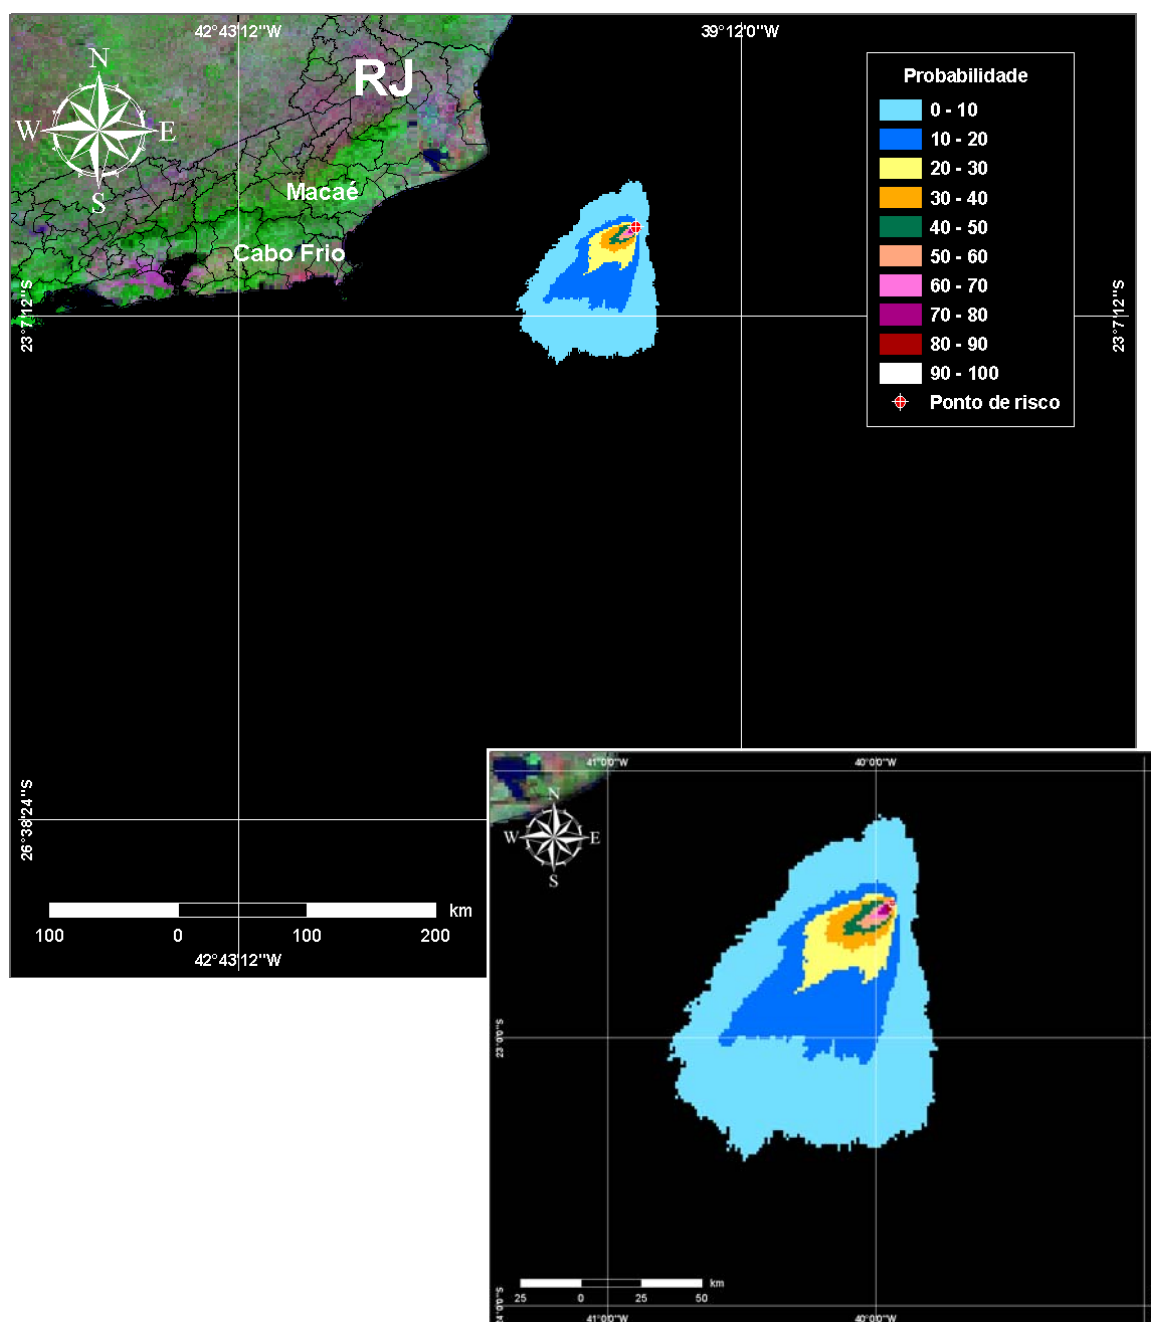 42°43'12"W
39°12'0"W
N
W
E
S
RJ
Macaé
Cabo Frio
Probabilidade
0 - 10
10 - 20
20 - 30
30 - 40
40 - 50
50 - 60
60 - 70
70 - 80
80 - 90
90 - 100
Ponto de risco
23°7'12"S
23°7'12"S
26°38'24"S
km
100
0
100
200
42°43'12"W
41°0'0"W
40°0'0"W
N
W
E
S
23°0'0"S
km
25
0
25
50
24°0'0"S
41°0'0"W
40°0'0"W